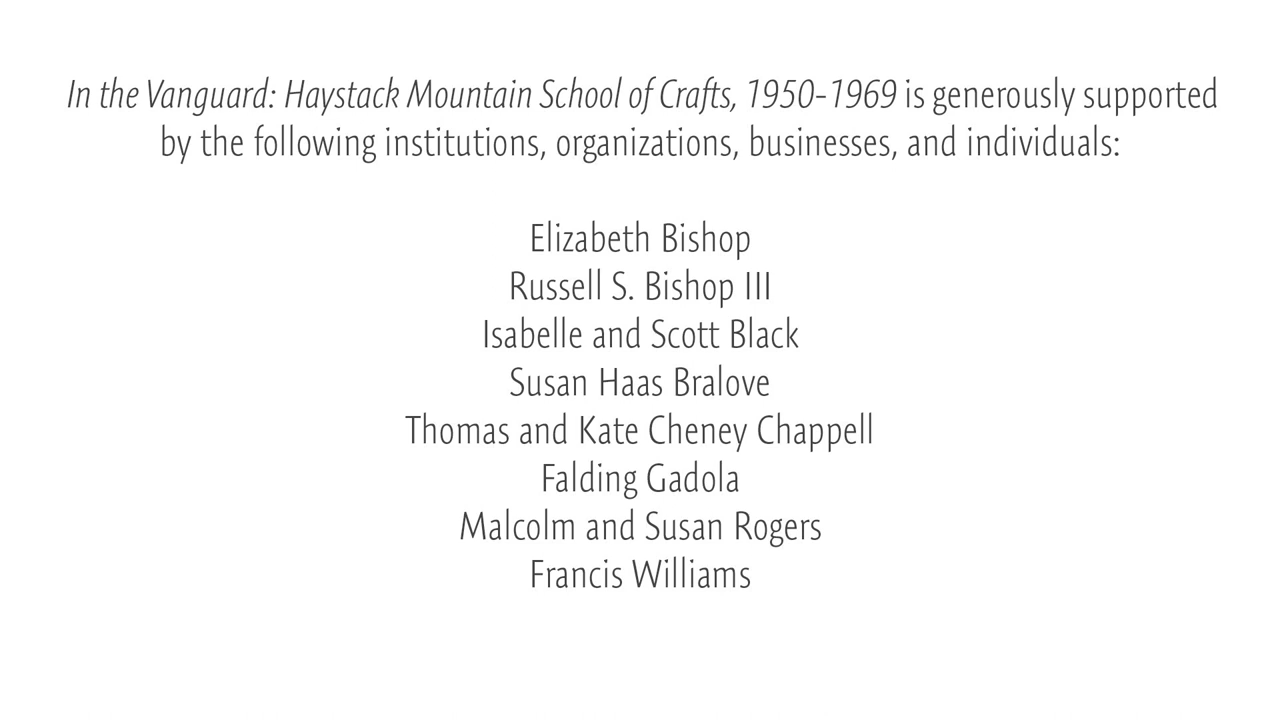 In the Vanguard: Haystack Mountain School of Crafts, 1950-1969 is generously supported
by the following institutions, organizations, businesses, and individuals:
Elizabeth Bishop
Russell S. Bishop III
Isabelle and Scott Black
Susan Haas Bralove
Thomas and Kate Cheney Chappell
Falding Gadola
Malcolm and Susan Rogers
Francis Williams